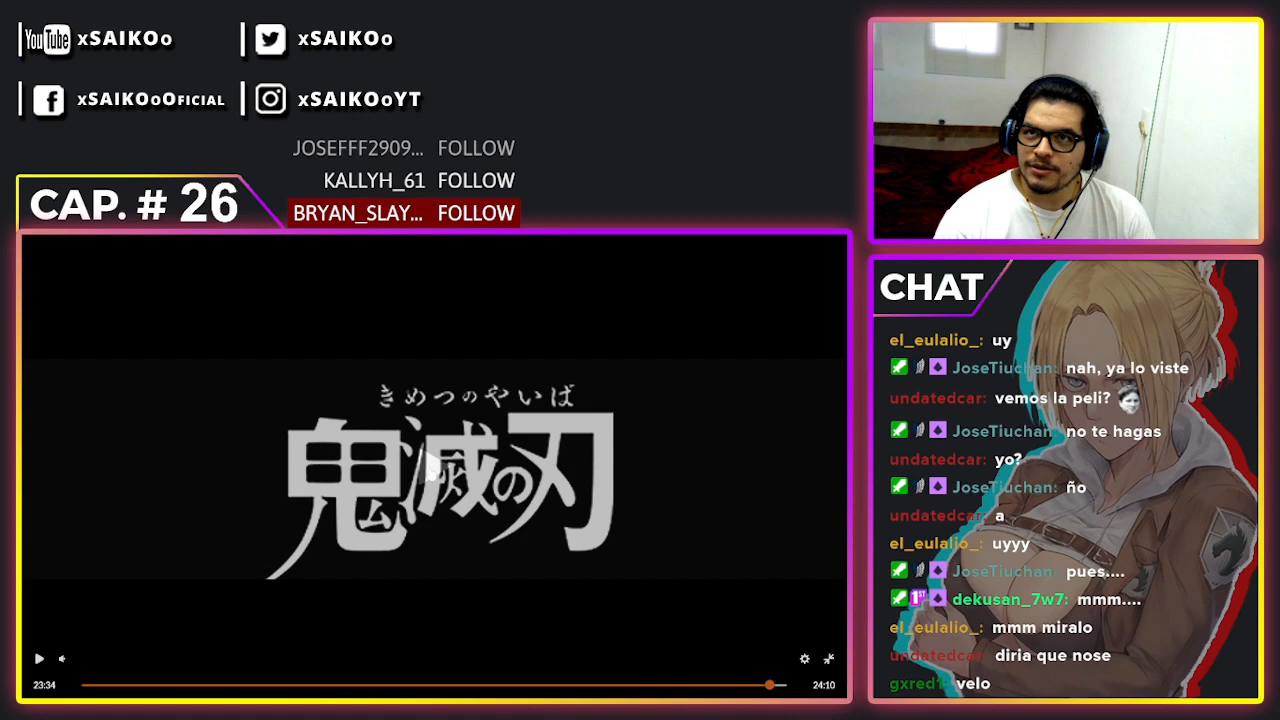 YouTube xSAIKOo
xSAIKOo
xSAIKOoOficial
xSAIKOoYT
JOSEFFF2909... FOLLOW
KALLYH_61 FOLLOW
BRYAN_SLAY... FOLLOW
CAP. # 26
きめつのやいば
鬼滅の刃
23:34
24:10
CHAT
el_eulalio_: uy
JoseTiuchan: nah, ya lo viste
undatedcar: vemos la peli?
JoseTiuchan: no te hagas
undatedcar: yo?
JoseTiuchan: ño
undatedcar: a
el_eulalio_: uyyy
JoseTiuchan: pues....
1ST dekusan_7w7: mmm....
el_eulalio_: mmm miralo
undatedcar: diria que nose
gxred1: velo